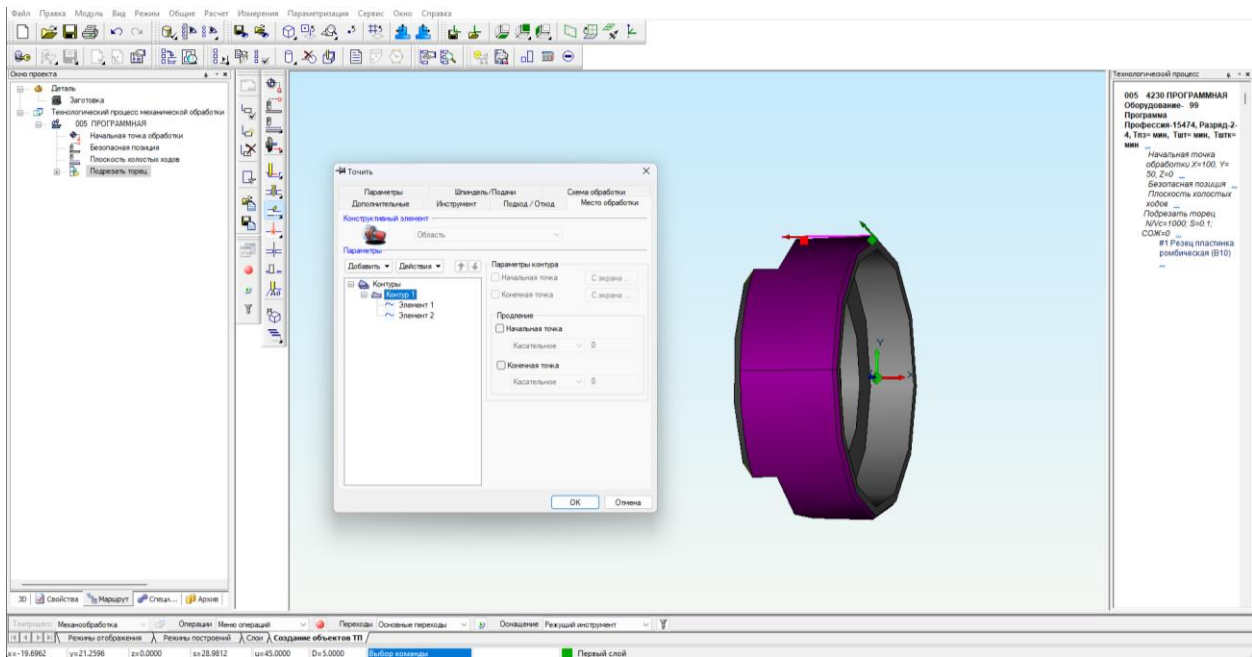 Файл Правка Модуль Вид Режим Общие Расчет Измерения Параметризация Сервис Окно Справка
Окно проекта
Деталь
Заготовка
Технологический процесс механической обработки
005 ПРОГРАММНАЯ
Начальная точка обработки
Безопасная позиция
Плоскость холостых ходов
Подрезать торец
3D Свойства Маршрут Специ... Архив
Точить
Параметры Шпиндель/Подачи Схема обработки
Дополнительные Инструмент Подход / Отход Место обработки
Конструктивный элемент
Область
Параметры
Добавить Действия
Контуры
Контур 1
Элемент 1
Элемент 2
Параметры контура
Начальная точка С экрана ...
Конечная точка С экрана ...
Продление
Начальная точка
Касательное 0
Конечная точка
Касательное 0
OK Отмена
Y
X
Технологический процесс
005 4230 ПРОГРАММНАЯ
Оборудование- 99
Программа
Профессия-15474, Разряд-2-
4, Тпз= мин, Тшт= мин, Тштк=
мин ...
Начальная точка
обработки X=100, Y=
50, Z=0 ...
Безопасная позиция ...
Плоскость холостых
ходов ...
Подрезать торец
N/Vc=1000; S=0.1;
СОЖ=0 ...
#1 Резец пластинка
ромбическая (B10)
...
Техпроцесс Механообработка Операции Меню операций Переходы Основные переходы Оснащение Режущий инструмент
Режимы отображения Режимы построений Слои Создание объектов ТП
x=-19.6962 y=21.2596 z=0.0000 s=28.9812 u=45.0000 D=5.0000 Выбор команды Первый слой